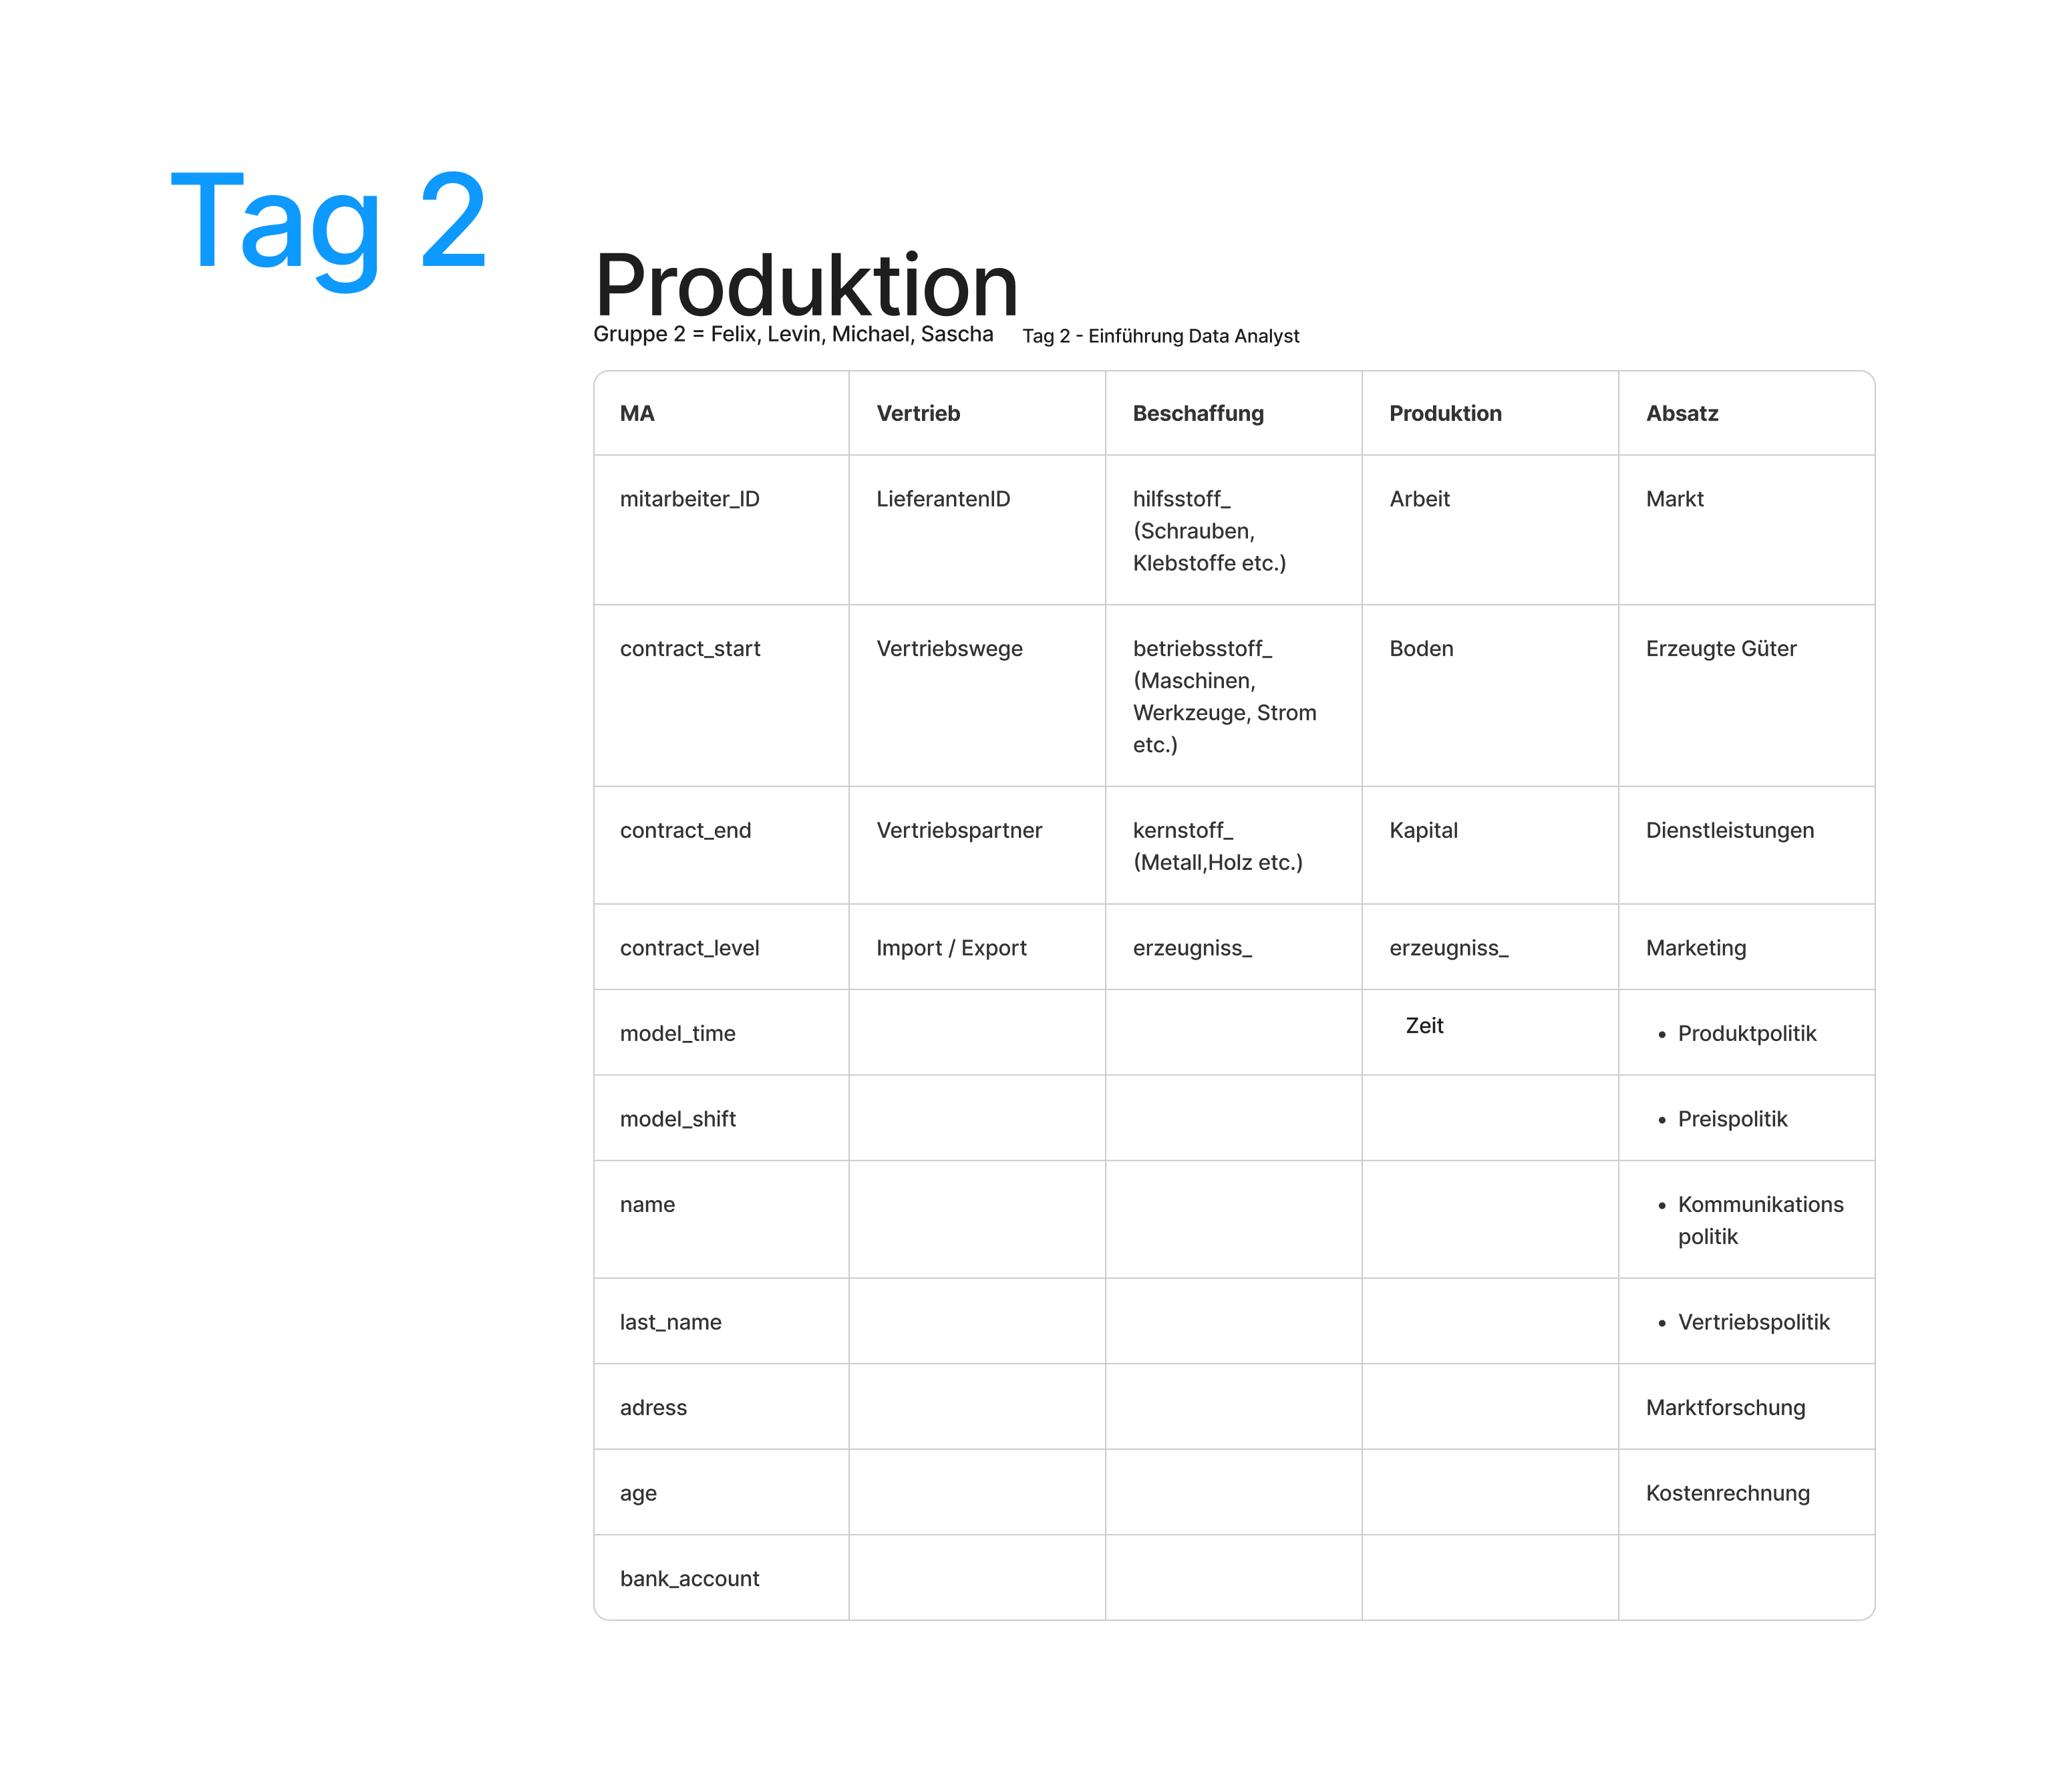 Tag 2
Produktion
Gruppe 2 = Felix, Levin, Michael, Sascha
Tag 2 - Einführung Data Analyst
MA
Vertrieb
Beschaffung
Produktion
Absatz
mitarbeiter_ID
LieferantenID
hilfsstoff_
(Schrauben,
Klebstoffe etc.)
Arbeit
Markt
contract_start
Vertriebswege
betriebsstoff_
(Maschinen,
Werkzeuge, Strom
etc.)
Boden
Erzeugte Güter
contract_end
Vertriebspartner
kernstoff_
(Metall,Holz etc.)
Kapital
Dienstleistungen
contract_level
Import / Export
erzeugniss_
erzeugniss_
Marketing
model_time
Zeit
• Produktpolitik
model_shift
• Preispolitik
name
• Kommunikations
politik
last_name
• Vertriebspolitik
adress
Marktforschung
age
Kostenrechnung
bank_account